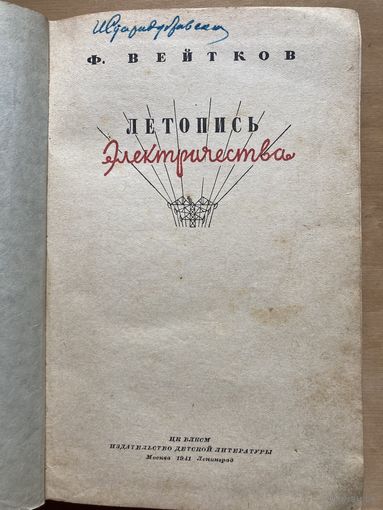 Ф. ВЕЙТКОВ
ЛЕТОПИСЬ
Электричества
ЦК ВЛКСМ
ИЗДАТЕЛЬСТВО ДЕТСКОЙ ЛИТЕРАТУРЫ
Москва 1941 Ленинград